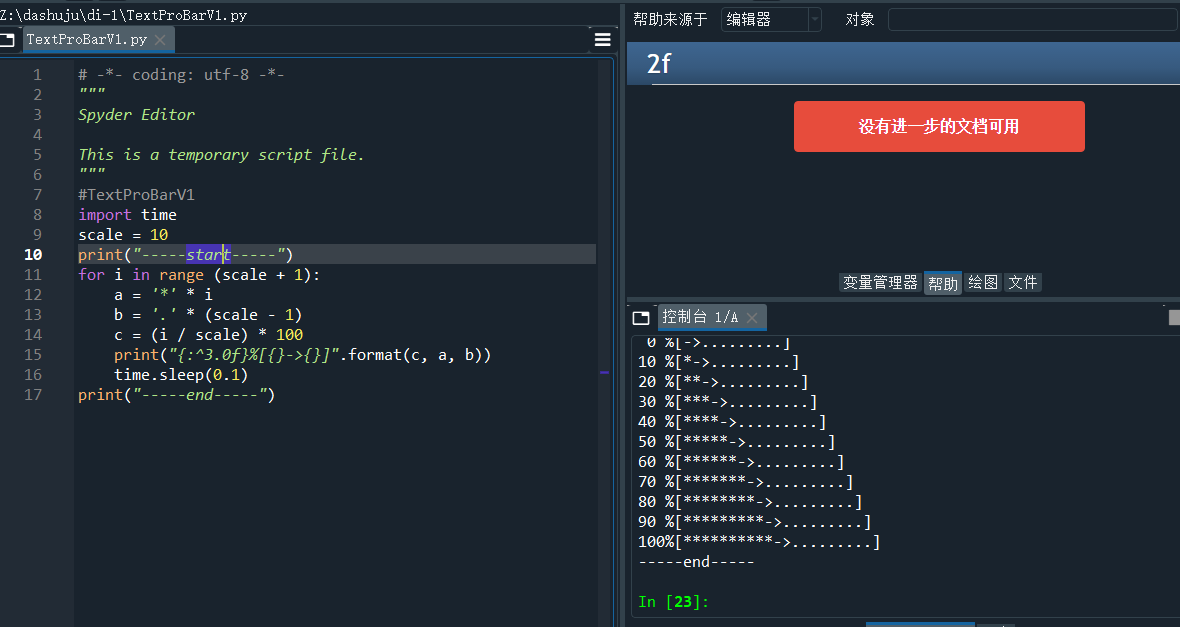 Z:\dashuju\di-1\TextProBarV1.py
TextProBarV1.py
1 # -*- coding: utf-8 -*-
2 """
3 Spyder Editor
4
5 This is a temporary script file.
6 """
7 #TextProBarV1
8 import time
9 scale = 10
10 print("-----start-----")
11 for i in range (scale + 1):
12     a = '*' * i
13     b = '.' * (scale - 1)
14     c = (i / scale) * 100
15     print("{:^3.0f}%[{}->{}]".format(c, a, b))
16     time.sleep(0.1)
17 print("-----end-----")
帮助来源于 编辑器 对象
2f
没有进一步的文档可用
变量管理器 帮助 绘图 文件
控制台 1/A
 0 %[->.........]
10 %[*->.........]
20 %[**->.........]
30 %[***->.........]
40 %[****->.........]
50 %[*****->.........]
60 %[******->.........]
70 %[*******->.........]
80 %[********->.........]
90 %[*********->.........]
100%[**********->.........]
-----end-----
In [23]: